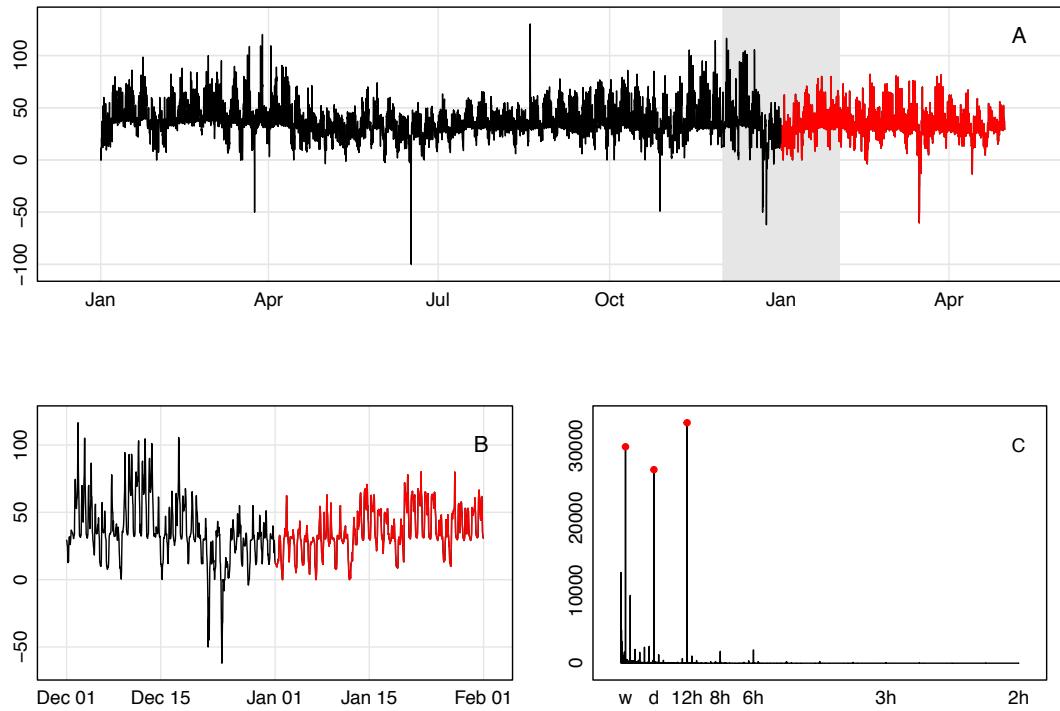 A
100
50
0
−50
−100
Jan Apr Jul Oct Jan Apr
B
100
50
0
−50
Dec 01 Dec 15 Jan 01 Jan 15 Feb 01
C
30000
20000
10000
0
w d 12h 8h 6h 3h 2h